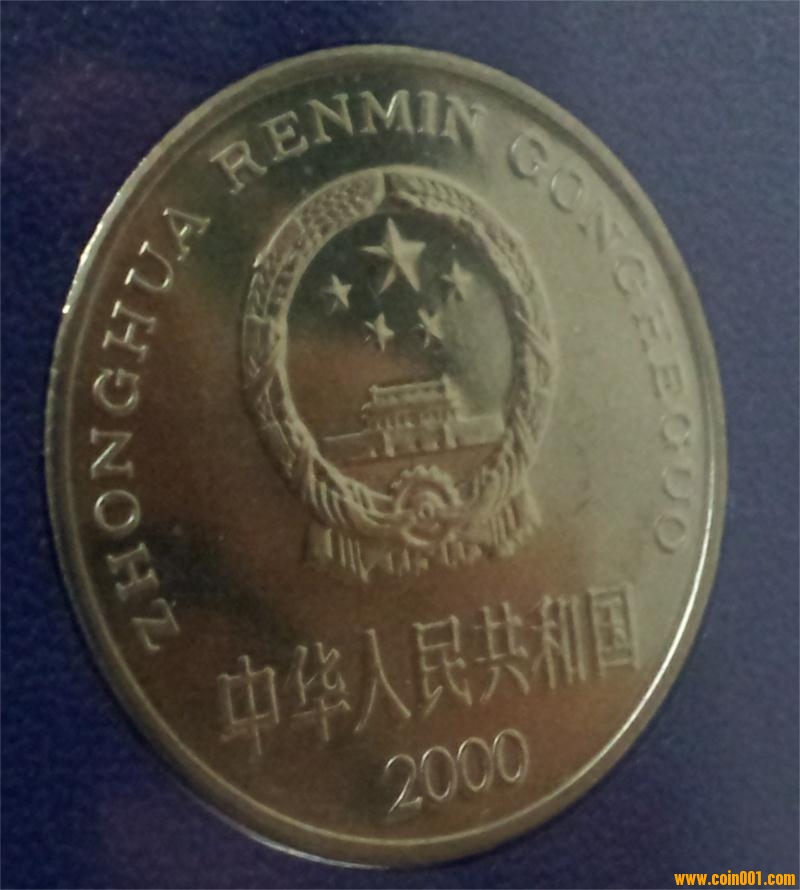 ZHONGHUA RENMIN GONGHEGUO
中华人民共和国
2000
www.coin001.com